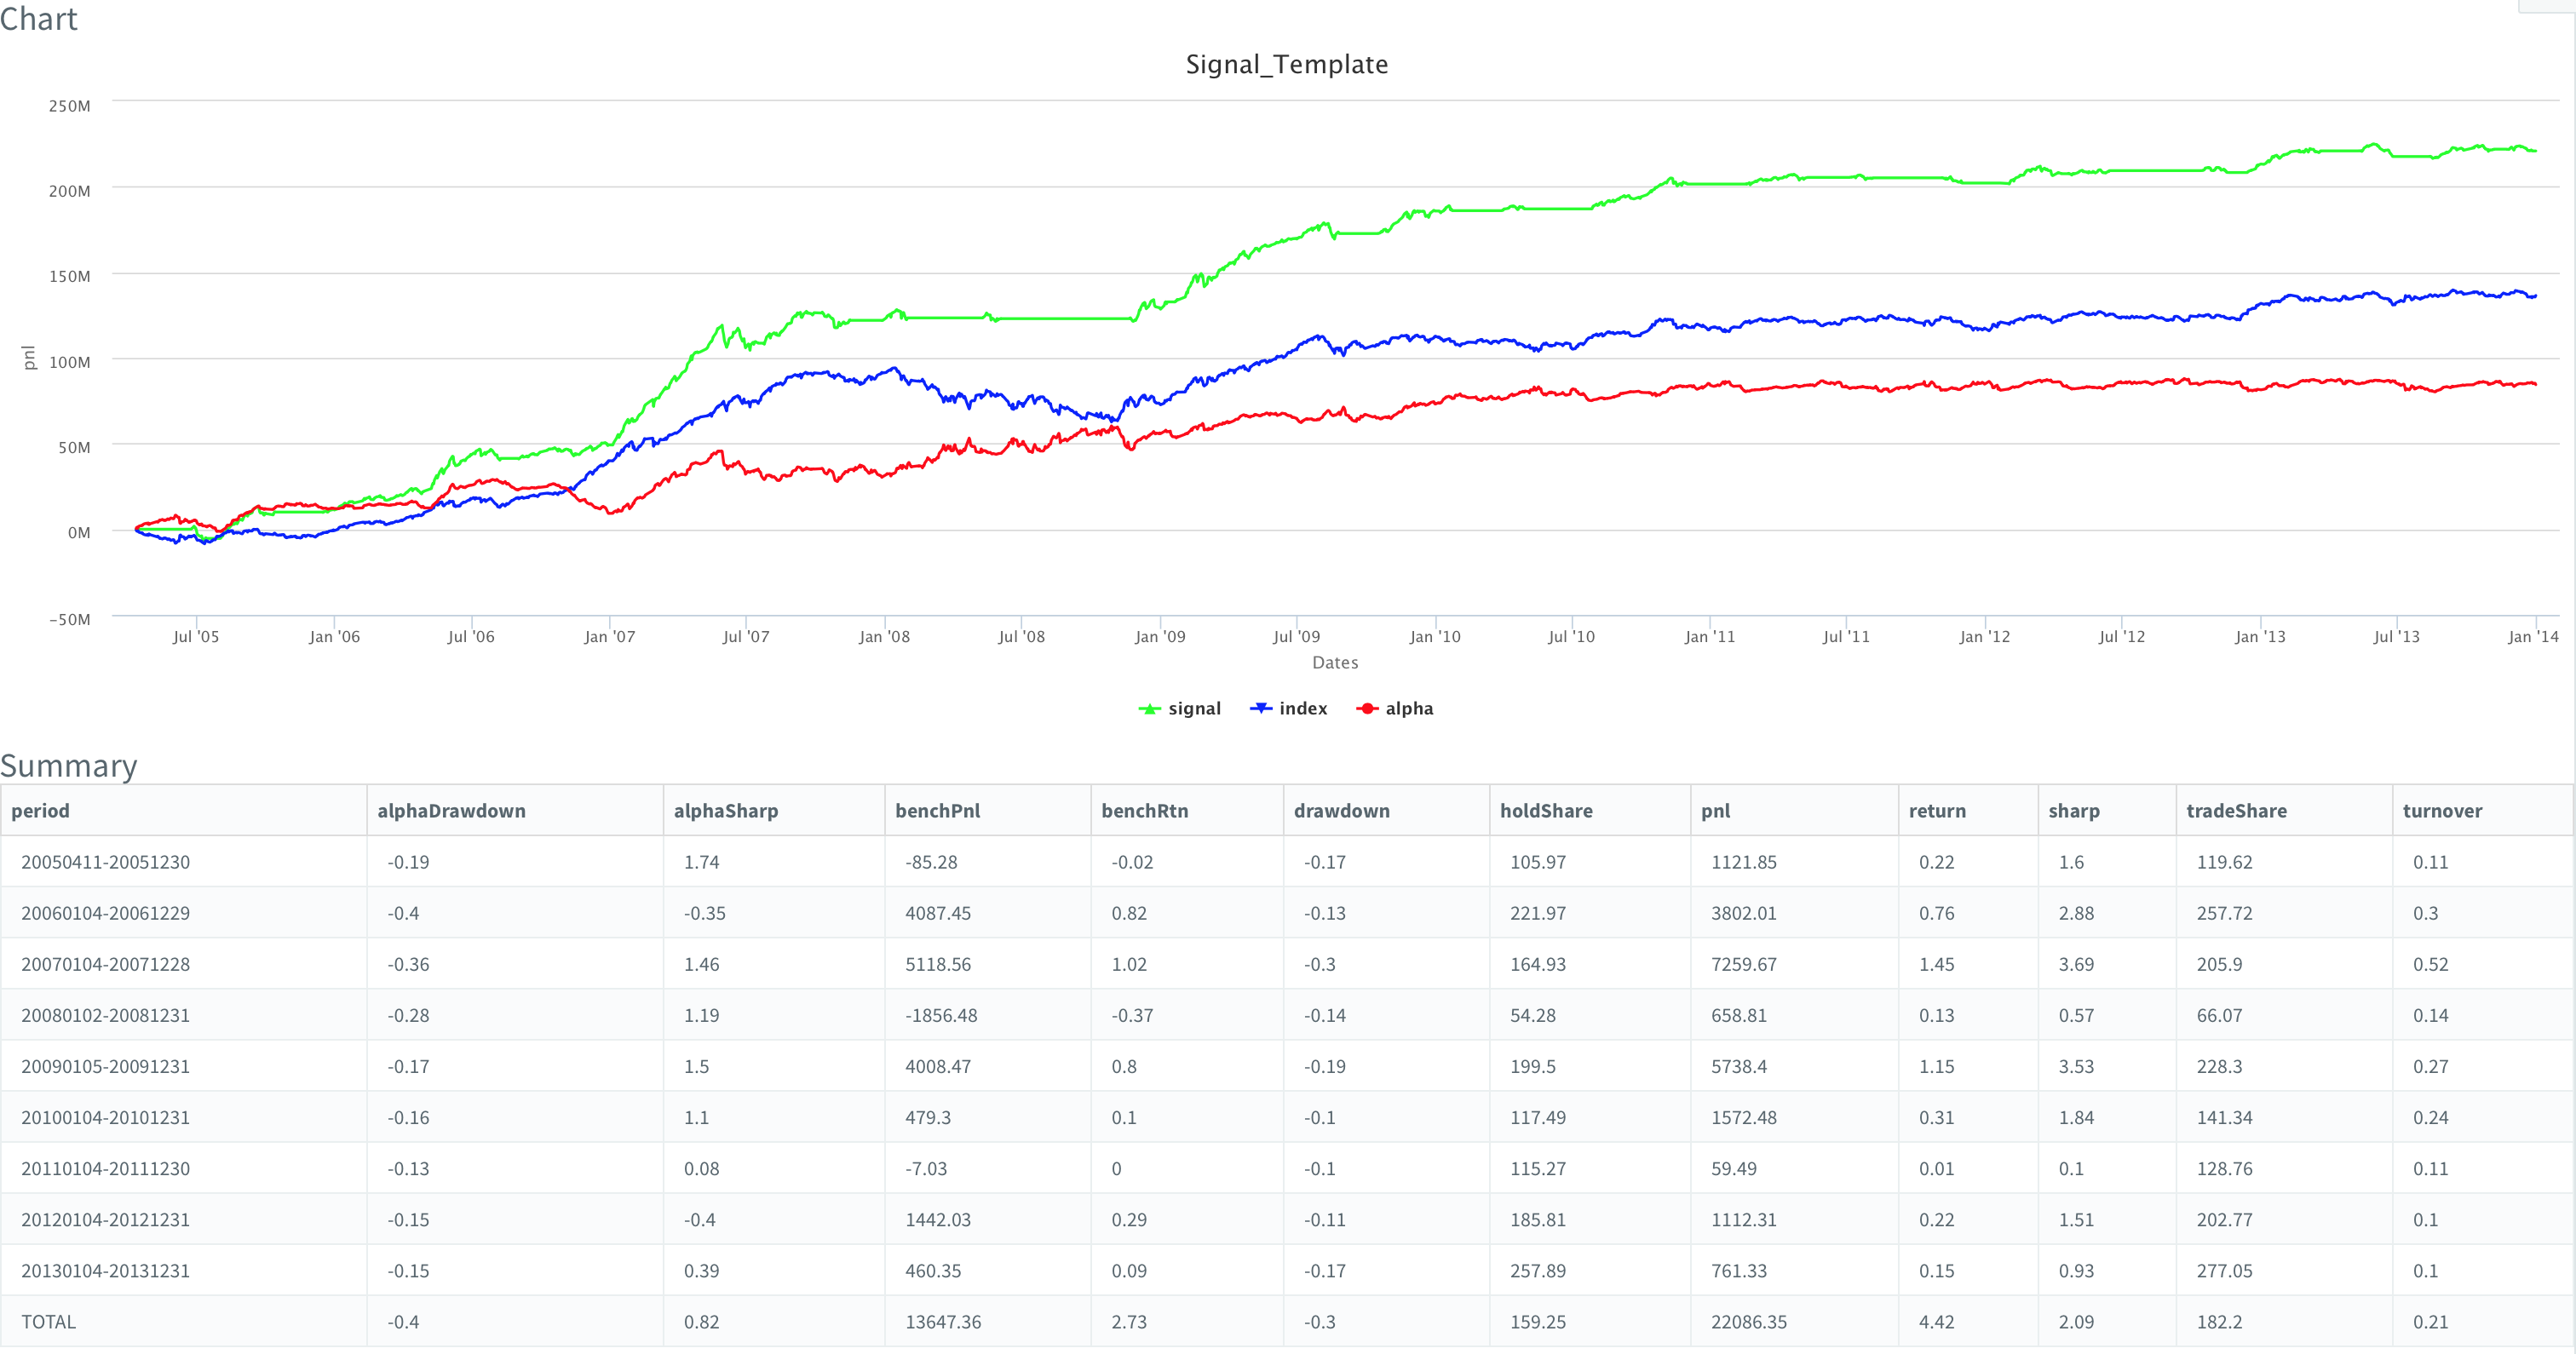 Chart
Signal_Template
250M
200M
150M
100M
50M
0M
−50M
pnl
Jul '05 Jan '06 Jul '06 Jan '07 Jul '07 Jan '08 Jul '08 Jan '09 Jul '09 Jan '10 Jul '10 Jan '11 Jul '11 Jan '12 Jul '12 Jan '13 Jul '13 Jan '14
Dates
signal index alpha
Summary
period alphaDrawdown alphaSharp benchPnl benchRtn drawdown holdShare pnl return sharp tradeShare turnover
20050411-20051230 -0.19 1.74 -85.28 -0.02 -0.17 105.97 1121.85 0.22 1.6 119.62 0.11
20060104-20061229 -0.4 -0.35 4087.45 0.82 -0.13 221.97 3802.01 0.76 2.88 257.72 0.3
20070104-20071228 -0.36 1.46 5118.56 1.02 -0.3 164.93 7259.67 1.45 3.69 205.9 0.52
20080102-20081231 -0.28 1.19 -1856.48 -0.37 -0.14 54.28 658.81 0.13 0.57 66.07 0.14
20090105-20091231 -0.17 1.5 4008.47 0.8 -0.19 199.5 5738.4 1.15 3.53 228.3 0.27
20100104-20101231 -0.16 1.1 479.3 0.1 -0.1 117.49 1572.48 0.31 1.84 141.34 0.24
20110104-20111230 -0.13 0.08 -7.03 0 -0.1 115.27 59.49 0.01 0.1 128.76 0.11
20120104-20121231 -0.15 -0.4 1442.03 0.29 -0.11 185.81 1112.31 0.22 1.51 202.77 0.1
20130104-20131231 -0.15 0.39 460.35 0.09 -0.17 257.89 761.33 0.15 0.93 277.05 0.1
TOTAL -0.4 0.82 13647.36 2.73 -0.3 159.25 22086.35 4.42 2.09 182.2 0.21